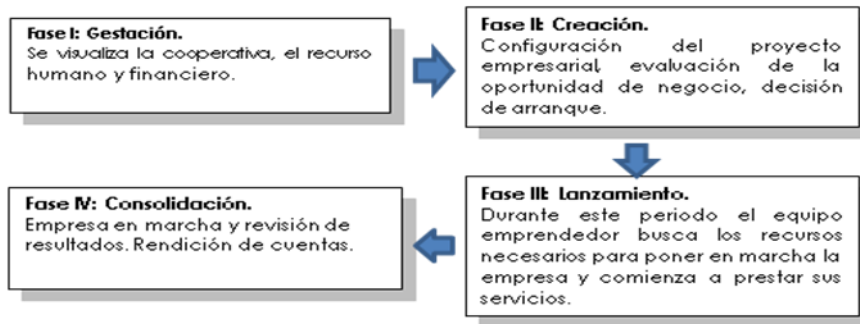 Fase I: Gestación.
Se visualiza la cooperativa, el recurso
humano y financiero.
Fase II: Creación.
Configuración del proyecto
empresarial, evaluación de la
oportunidad de negocio, decisión
de arranque.
Fase III: Lanzamiento.
Durante este periodo el equipo
emprendedor busca los recursos
necesarios para poner en marcha la
empresa y comienza a prestar sus
servicios.
Fase IV: Consolidación.
Empresa en marcha y revisión de
resultados. Rendición de cuentas.